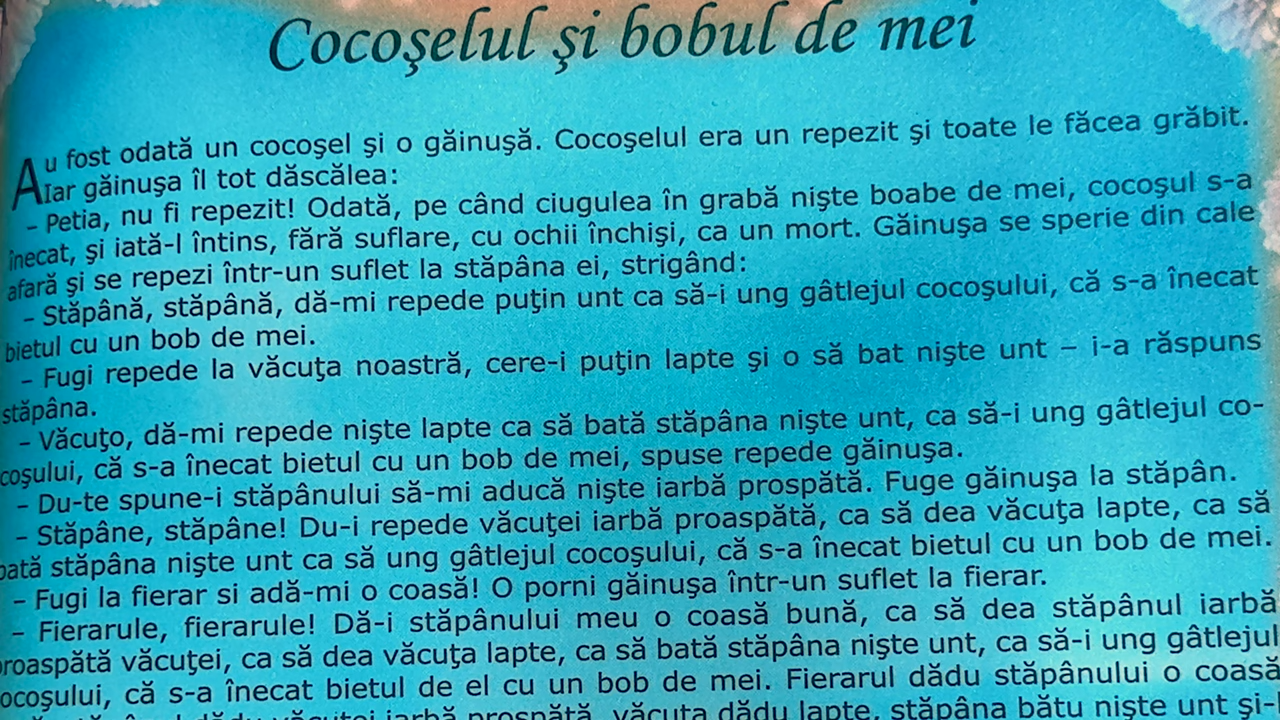 Cocoşelul şi bobul de mei
Au fost odată un cocoşel şi o găinuşă. Cocoşelul era un repezit şi toate le făcea grăbit.
Iar găinuşa îl tot dăscălea:
– Petia, nu fi repezit! Odată, pe când ciugulea în grabă nişte boabe de mei, cocoşul s-a
înecat, şi iată-l întins, fără suflare, cu ochii închişi, ca un mort. Găinuşa se sperie din cale
afară şi se repezi într-un suflet la stăpâna ei, strigând:
– Stăpână, stăpână, dă-mi repede puţin unt ca să-i ung gâtlejul cocoşului, că s-a înecat
bietul cu un bob de mei.
– Fugi repede la văcuţa noastră, cere-i puţin lapte şi o să bat nişte unt – i-a răspuns
stăpâna.
– Văcuţo, dă-mi repede nişte lapte ca să bată stăpâna nişte unt, ca să-i ung gâtlejul co-
coşului, că s-a înecat bietul cu un bob de mei, spuse repede găinuşa.
– Du-te spune-i stăpânului să-mi aducă nişte iarbă prospătă. Fuge găinuşa la stăpân.
– Stăpâne, stăpâne! Du-i repede văcuţei iarbă proaspătă, ca să dea văcuţa lapte, ca să
bată stăpâna nişte unt ca să ung gâtlejul cocoşului, că s-a înecat bietul cu un bob de mei.
– Fugi la fierar si adă-mi o coasă! O porni găinuşa într-un suflet la fierar.
– Fierarule, fierarule! Dă-i stăpânului meu o coasă bună, ca să dea stăpânul iarbă
proaspătă văcuţei, ca să dea văcuţa lapte, ca să bată stăpâna nişte unt, ca să-i ung gâtlejul
cocoşului, că s-a înecat bietul de el cu un bob de mei. Fierarul dădu stăpânului o coasă
dădu văcuţei iarbă prospătă, văcuţa dădu lapte, stăpâna bătu nişte unt şi-i